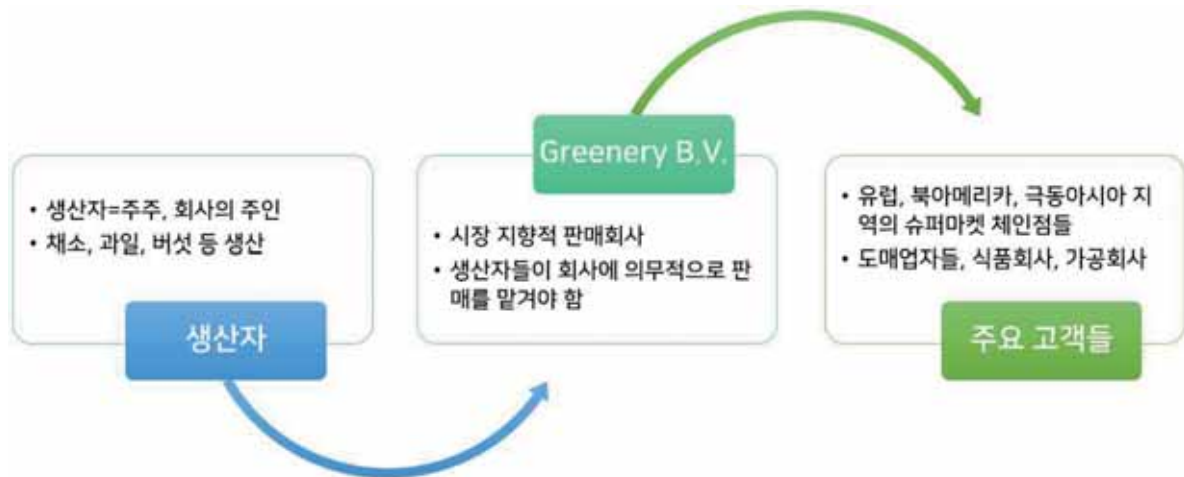 • 생산자=주주, 회사의 주인
• 채소, 과일, 버섯 등 생산
생산자
Greenery B.V.
• 시장 지향적 판매회사
• 생산자들이 회사에 의무적으로 판
매를 맡겨야 함
• 유럽, 북아메리카, 극동아시아 지
역의 슈퍼마켓 체인점들
• 도매업자들, 식품회사, 가공회사
주요 고객들